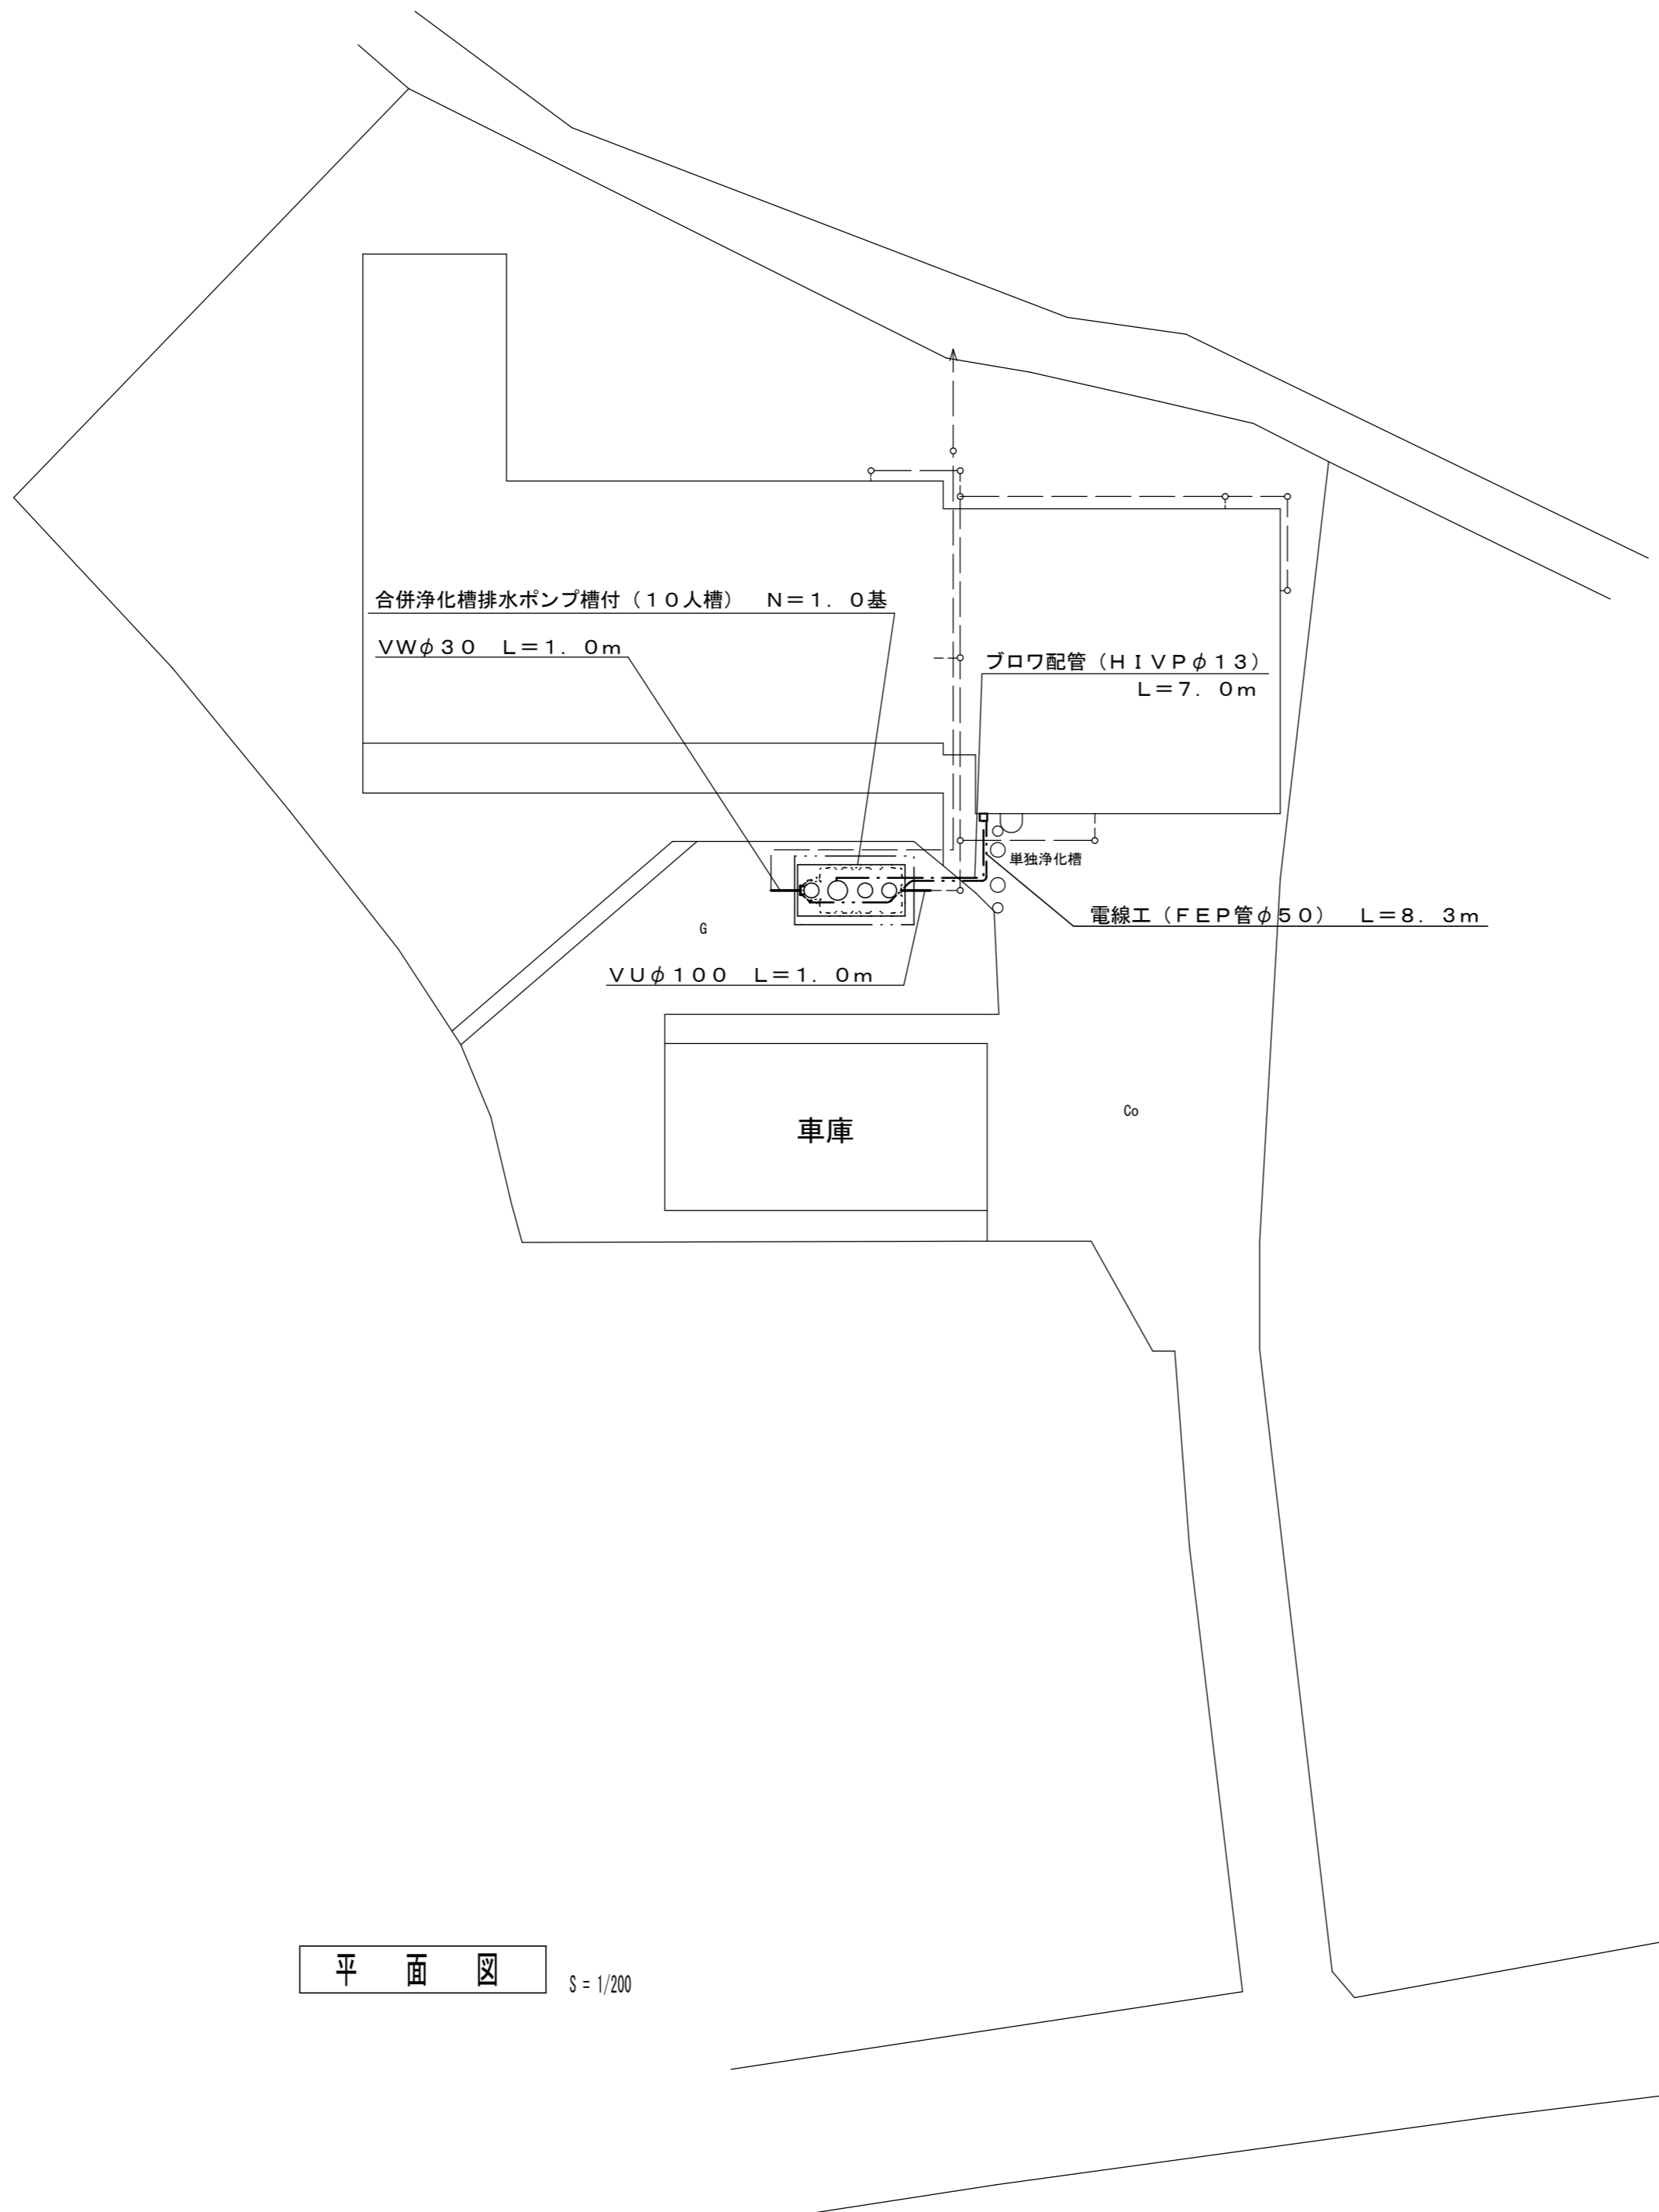 合併浄化槽排水ポンプ槽付(10人槽) N=1.0基
VWφ30 L=1.0m
ブロワ配管(HIVPφ13)
L=7.0m
単独浄化槽
電線工(FEP管φ50) L=8.3m
G
VUφ100 L=1.0m
Co
車庫
平面図
S = 1/200